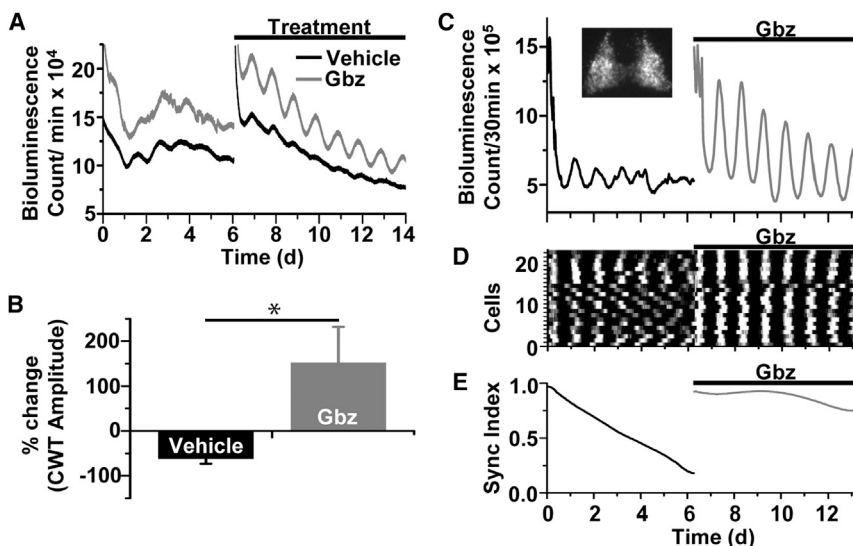 A
Treatment
Vehicle
Gbz
Bioluminescence
Count/ min x 10⁴
20
15
10
5
0 2 4 6 8 10 12 14
Time (d)
B
*
% change
(CWT Amplitude)
200
100
0
-100
Vehicle
Gbz
C
Gbz
Bioluminescence
Count/30min x 10⁵
15
10
5
D
Gbz
Cells
20
10
0
E
Gbz
Sync Index
1.0
0.5
0.0
0 2 4 6 8 10 12
Time (d)